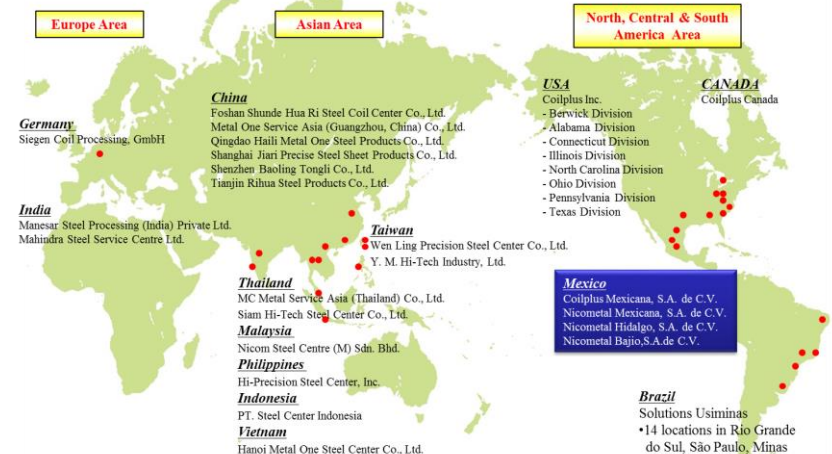 Europe Area
Asian Area
North, Central & South
America Area
Germany
Siegen Coil Processing, GmbH
India
Manesar Steel Processing (India) Private Ltd.
Mahindra Steel Service Centre Ltd.
China
Foshan Shunde Hua Ri Steel Coil Center Co., Ltd.
Metal One Service Asia (Guangzhou, China) Co., Ltd.
Qingdao Haili Metal One Steel Products Co., Ltd.
Shanghai Jiari Precise Steel Sheet Products Co., Ltd.
Shenzhen Baoling Tongli Co., Ltd.
Tianjin Rihua Steel Products Co., Ltd.
Taiwan
Wen Ling Precision Steel Center Co., Ltd.
Y. M. Hi-Tech Industry, Ltd.
Thailand
MC Metal Service Asia (Thailand) Co., Ltd.
Siam Hi-Tech Steel Center Co., Ltd.
Malaysia
Nicom Steel Centre (M) Sdn. Bhd.
Philippines
Hi-Precision Steel Center, Inc.
Indonesia
PT. Steel Center Indonesia
Vietnam
Hanoi Metal One Steel Center Co., Ltd.
USA
Coilplus Inc.
- Berwick Division
- Alabama Division
- Connecticut Division
- Illinois Division
- North Carolina Division
- Ohio Division
- Pennsylvania Division
- Texas Division
CANADA
Coilplus Canada
Mexico
Coilplus Mexicana, S.A. de C.V.
Nicometal Mexicana, S.A. de C.V.
Nicometal Hidalgo, S.A. de C.V.
Nicometal Bajio,S.A.de C.V.
Brazil
Solutions Usiminas
•14 locations in Rio Grande
do Sul, São Paulo, Minas